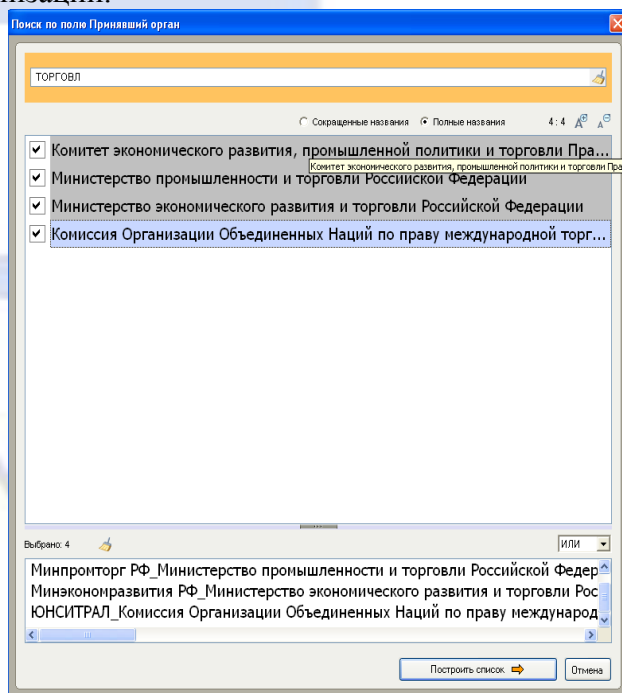 Поиск по полю Принявший орган
ТОРГОВЛ
Сокращенные названия Полные названия 4:4 A A
Комитет экономического развития, промышленной политики и торговли Пра...
Комитет экономического развития, промышленной политики и торговли Пра
Министерство промышленности и торговли Российской Федерации
Министерство экономического развития и торговли Российской Федерации
Комиссия Организации Объединенных Наций по праву международной торг...
Выбрано: 4 ИЛИ
Минпромторг РФ_Министерство промышленности и торговли Российской Федер
Минэкономразвития РФ_Министерство экономического развития и торговли Рос
ЮНСИТРАЛ_Комиссия Организации Объединенных Наций по праву международ
Построить список Отмена